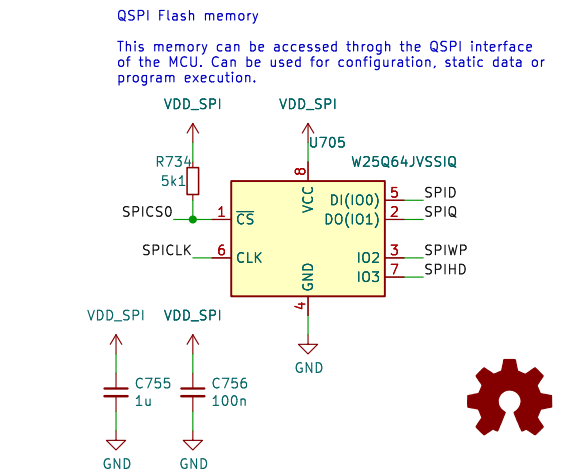 QSPI Flash memory
This memory can be accessed throgh the QSPI interface
of the MCU. Can be used for configuration, static data or
program execution.
VDD_SPI
VDD_SPI
U705
W25Q64JVSSIQ
R734
5k1
8
VCC
SPICS0
1
CS
SPICLK
6
CLK
DI(IO0)
5
SPID
DO(IO1)
2
SPIQ
IO2
3
SPIWP
IO3
7
SPIHD
GND
4
GND
VDD_SPI
VDD_SPI
C755
1u
C756
100n
GND
GND